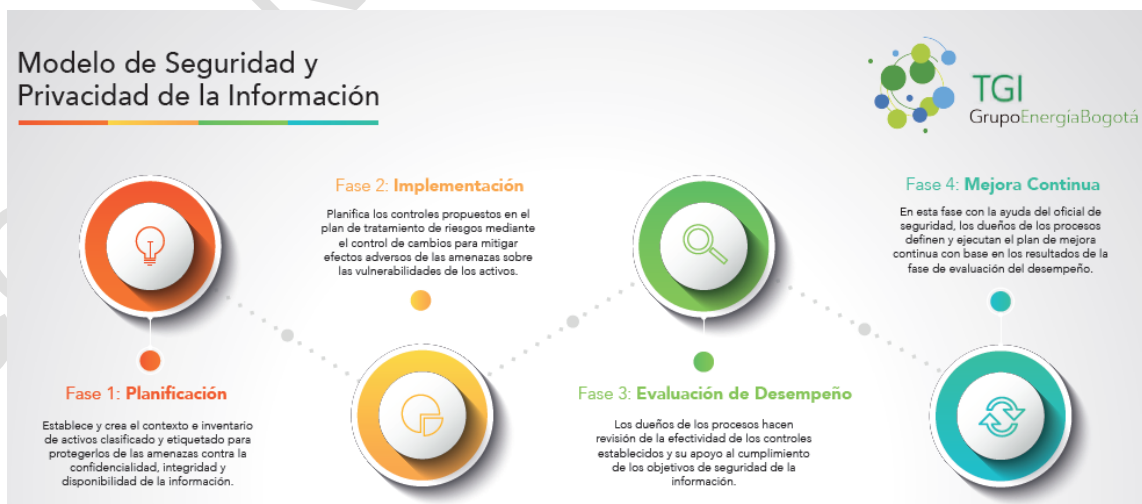 Modelo de Seguridad y
Privacidad de la Información
TGI
GrupoEnergíaBogotá
Fase 1: Planificación
Establece y crea el contexto e inventario
de activos clasificado y etiquetado para
protegerlos de las amenazas contra la
confidencialidad, integridad y
disponibilidad de la información.
Fase 2: Implementación
Planifica los controles propuestos en el
plan de tratamiento de riesgos mediante
el control de cambios para mitigar
efectos adversos de las amenazas sobre
las vulnerabilidades de los activos.
Fase 3: Evaluación de Desempeño
Los dueños de los procesos hacen
revisión de la efectividad de los controles
establecidos y su apoyo al cumplimiento
de los objetivos de seguridad de la
información.
Fase 4: Mejora Continua
En esta fase con la ayuda del oficial de
seguridad, los dueños de los procesos
definen y ejecutan el plan de mejora
continua con base en los resultados de la
fase de evaluación del desempeño.